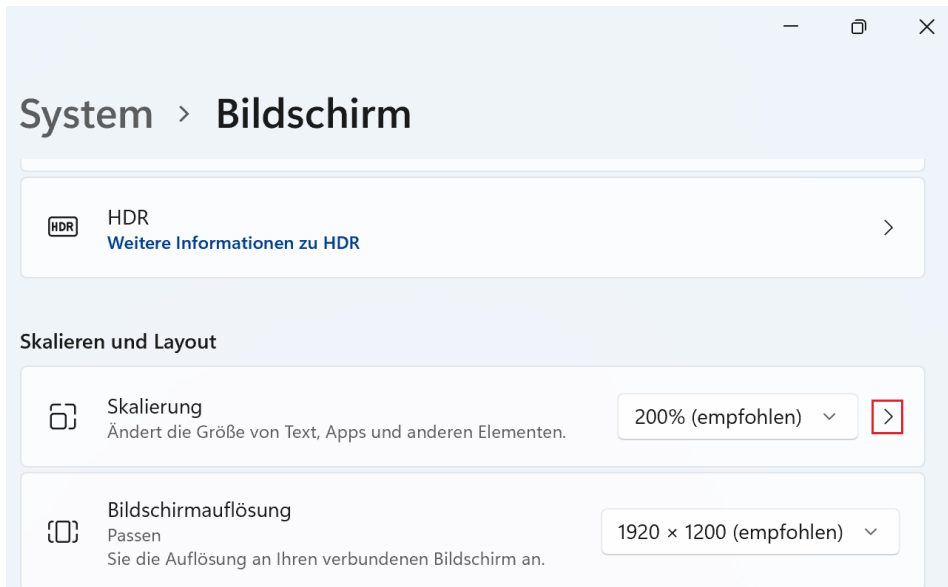 System > Bildschirm
HDR
HDR
Weitere Informationen zu HDR
Skalieren und Layout
Skalierung
Ändert die Größe von Text, Apps und anderen Elementen.
200% (empfohlen)
Bildschirmauflösung
Passen
Sie die Auflösung an Ihren verbundenen Bildschirm an.
1920 × 1200 (empfohlen)